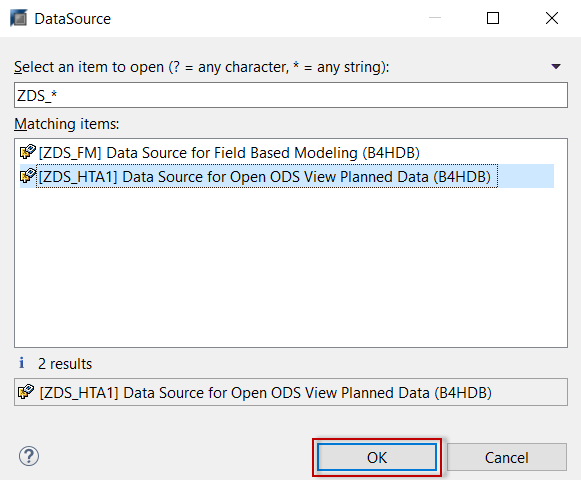 DataSource
Select an item to open (? = any character, * = any string):
ZDS_*
Matching items:
[ZDS_FM] Data Source for Field Based Modeling (B4HDB)
[ZDS_HTA1] Data Source for Open ODS View Planned Data (B4HDB)
2 results
[ZDS_HTA1] Data Source for Open ODS View Planned Data (B4HDB)
OK
Cancel